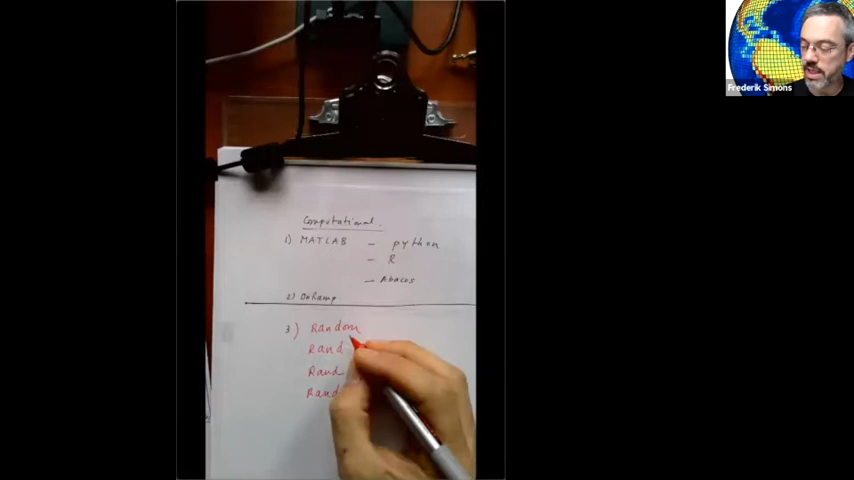 Frederik Simons
Computational.
1) MATLAB - python
- R
- Abacus
2) OnRamp
3) Random
Rand
Rand
Rand